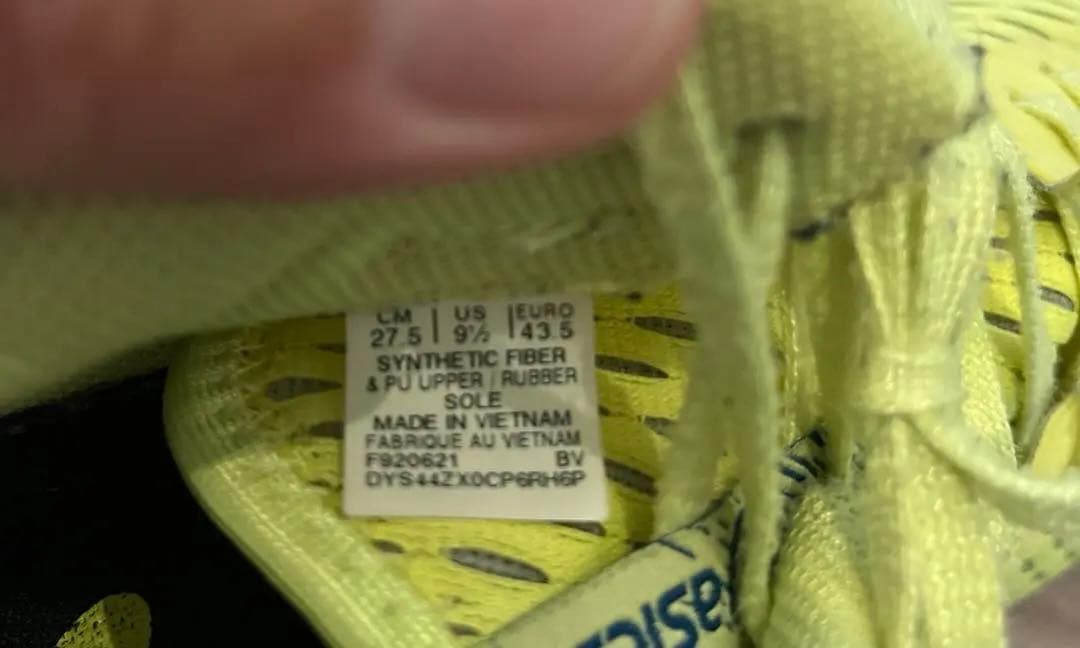 CM | US | EURO
27.5 | 9½ | 43.5
SYNTHETIC FIBER
& PU UPPER / RUBBER
SOLE
MADE IN VIETNAM
FABRIQUE AU VIETNAM
F920621 BV
DYS44ZX0CP6RH6P
asics